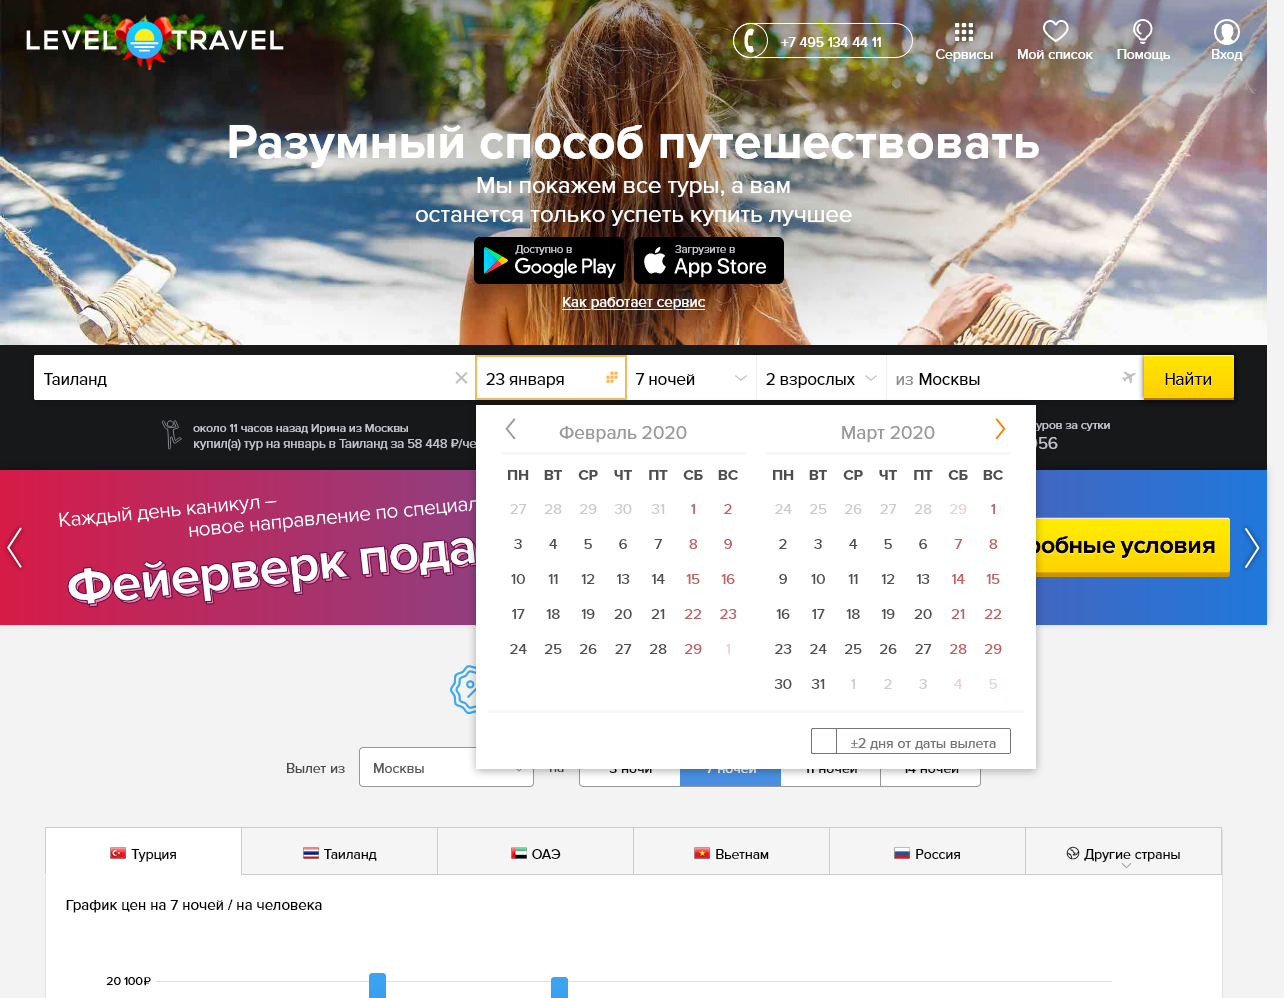 LEVEL TRAVEL
+7 495 134 44 11
Сервисы
Мой список
Помощь
Вход
Разумный способ путешествовать
Мы покажем все туры, а вам
останется только успеть купить лучшее
Доступно в
Google Play
Загрузите в
App Store
Как работает сервис
Таиланд
23 января
7 ночей
2 взрослых
из Москвы
Найти
около 11 часов назад Ирина из Москвы
купил(а) тур на январь в Таиланд за 58 448 ₽/че
уров за сутки
056
Февраль 2020
ПН ВТ СР ЧТ ПТ СБ ВС
27 28 29 30 31 1 2
3 4 5 6 7 8 9
10 11 12 13 14 15 16
17 18 19 20 21 22 23
24 25 26 27 28 29 1
Март 2020
ПН ВТ СР ЧТ ПТ СБ ВС
24 25 26 27 28 29 1
2 3 4 5 6 7 8
9 10 11 12 13 14 15
16 17 18 19 20 21 22
23 24 25 26 27 28 29
30 31 1 2 3 4 5
±2 дня от даты вылета
Каждый день каникул –
новое направление по специал
Фейерверк пода
робные условия
Вылет из
Москвы
на
3 ночи
7 ночей
11 ночей
14 ночей
Турция
Таиланд
ОАЭ
Вьетнам
Россия
Другие страны
График цен на 7 ночей / на человека
20 100₽